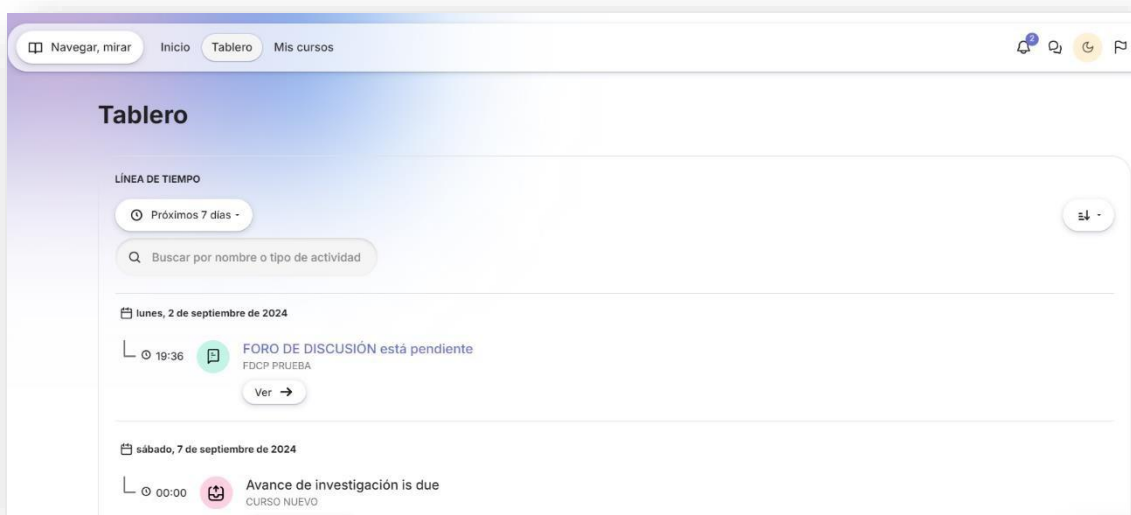 Navegar, mirar Inicio Tablero Mis cursos 2
Tablero
LÍNEA DE TIEMPO
Próximos 7 días
Buscar por nombre o tipo de actividad
lunes, 2 de septiembre de 2024
19:36 FORO DE DISCUSIÓN está pendiente
FDCP PRUEBA
Ver →
sábado, 7 de septiembre de 2024
00:00 Avance de investigación is due
CURSO NUEVO